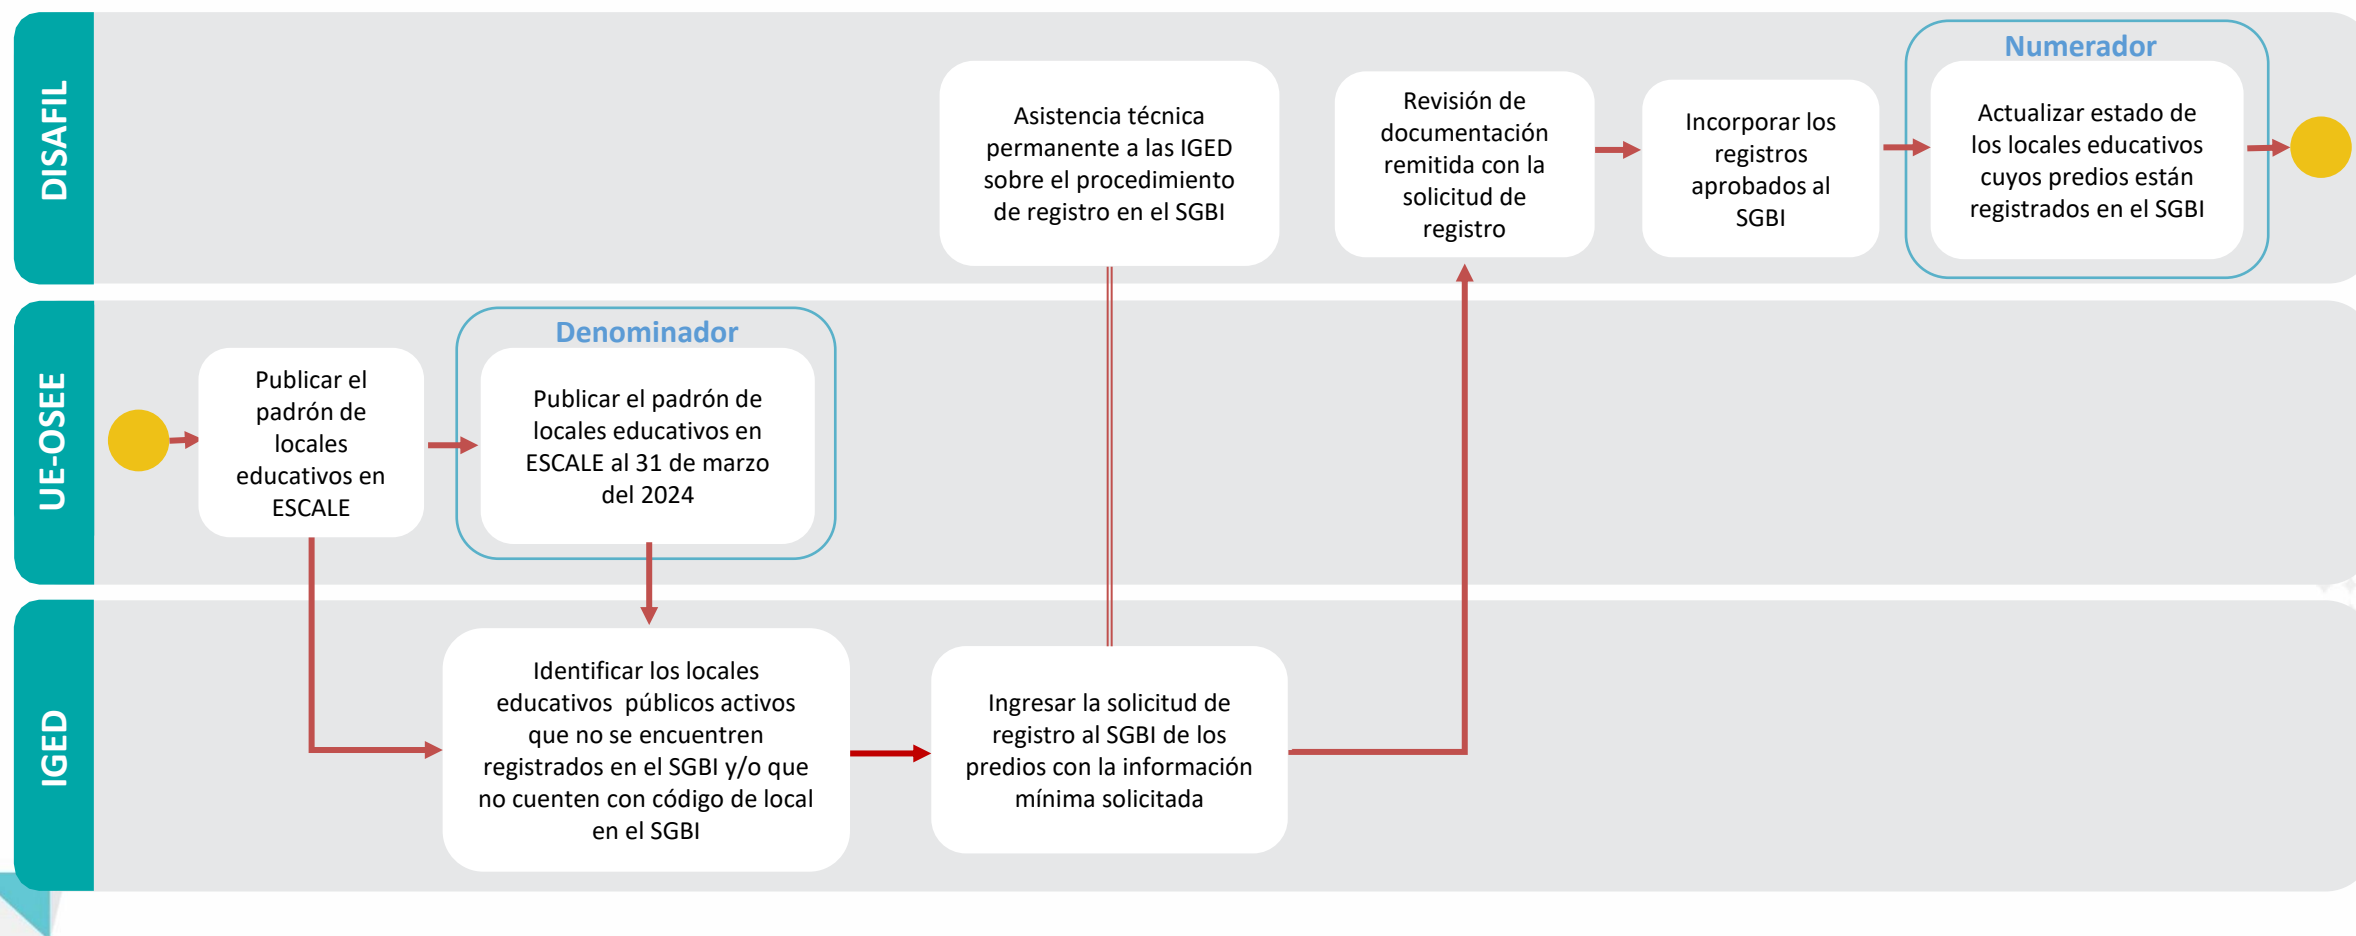 DISAFIL
Asistencia técnica
permanente a las IGED
sobre el procedimiento
de registro en el SGBI
Revisión de
documentación
remitida con la
solicitud de
registro
Incorporar los
registros
aprobados al
SGBI
Numerador
Actualizar estado de
los locales educativos
cuyos predios están
registrados en el SGBI
UE-OSEE
Publicar el
padrón de
locales
educativos en
ESCALE
Denominador
Publicar el padrón de
locales educativos en
ESCALE al 31 de marzo
del 2024
IGED
Identificar los locales
educativos  públicos activos
que no se encuentren
registrados en el SGBI y/o que
no cuenten con código de local
en el SGBI
Ingresar la solicitud de
registro al SGBI de los
predios con la información
mínima solicitada